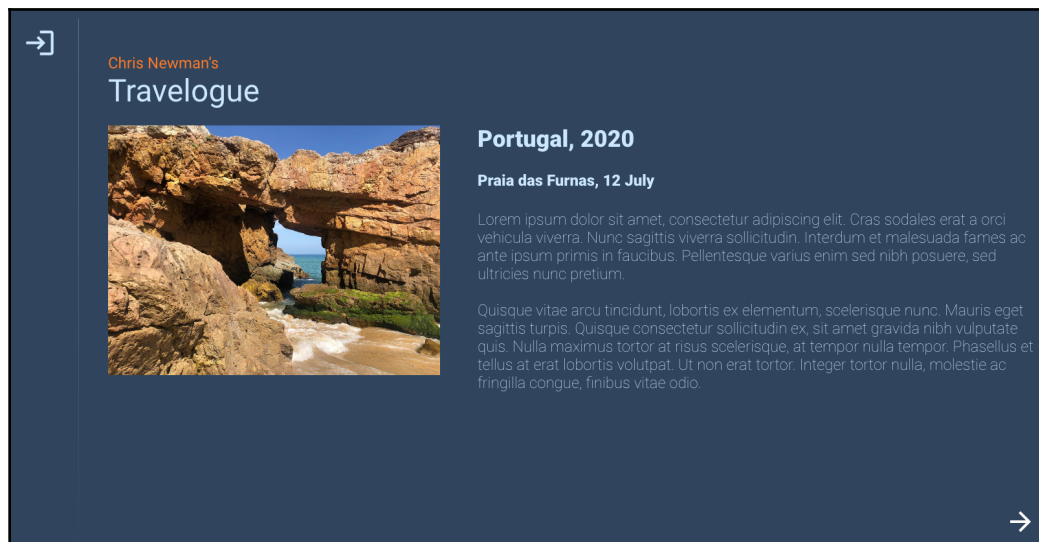 Chris Newman's
Travelogue
Portugal, 2020
Praia das Furnas, 12 July
Lorem ipsum dolor sit amet, consectetur adipiscing elit. Cras sodales erat a orci
vehicula viverra. Nunc sagittis viverra sollicitudin. Interdum et malesuada fames ac
ante ipsum primis in faucibus. Pellentesque varius enim sed nibh posuere, sed
ultricies nunc pretium.
Quisque vitae arcu tincidunt, lobortis ex elementum, scelerisque nunc. Mauris eget
sagittis turpis. Quisque consectetur sollicitudin ex, sit amet gravida nibh vulputate
quis. Nulla maximus tortor at risus scelerisque, at tempor nulla tempor. Phasellus et
tellus at erat lobortis volutpat. Ut non erat tortor. Integer tortor nulla, molestie ac
fringilla congue, finibus vitae odio.